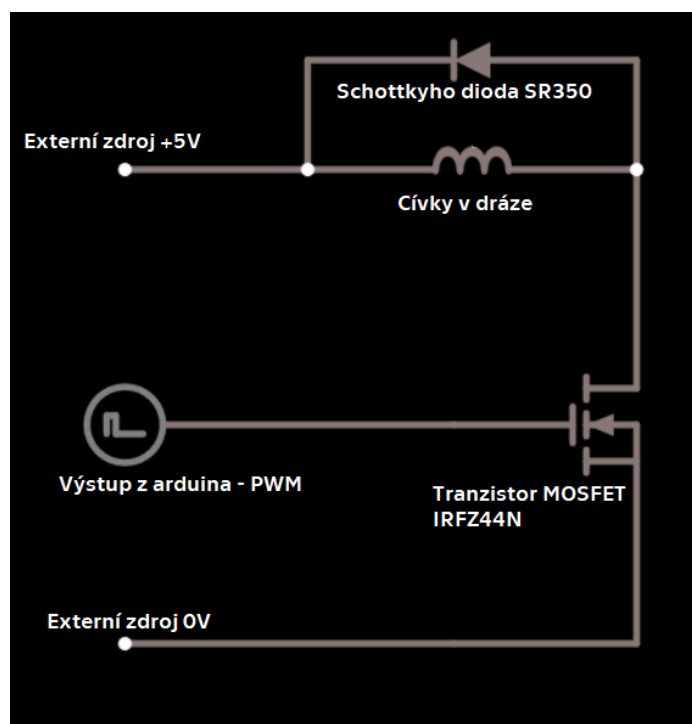 Schottkyho dioda SR350
Externí zdroj +5V
Cívky v dráze
Výstup z arduina - PWM
Tranzistor MOSFET
IRFZ44N
Externí zdroj 0V